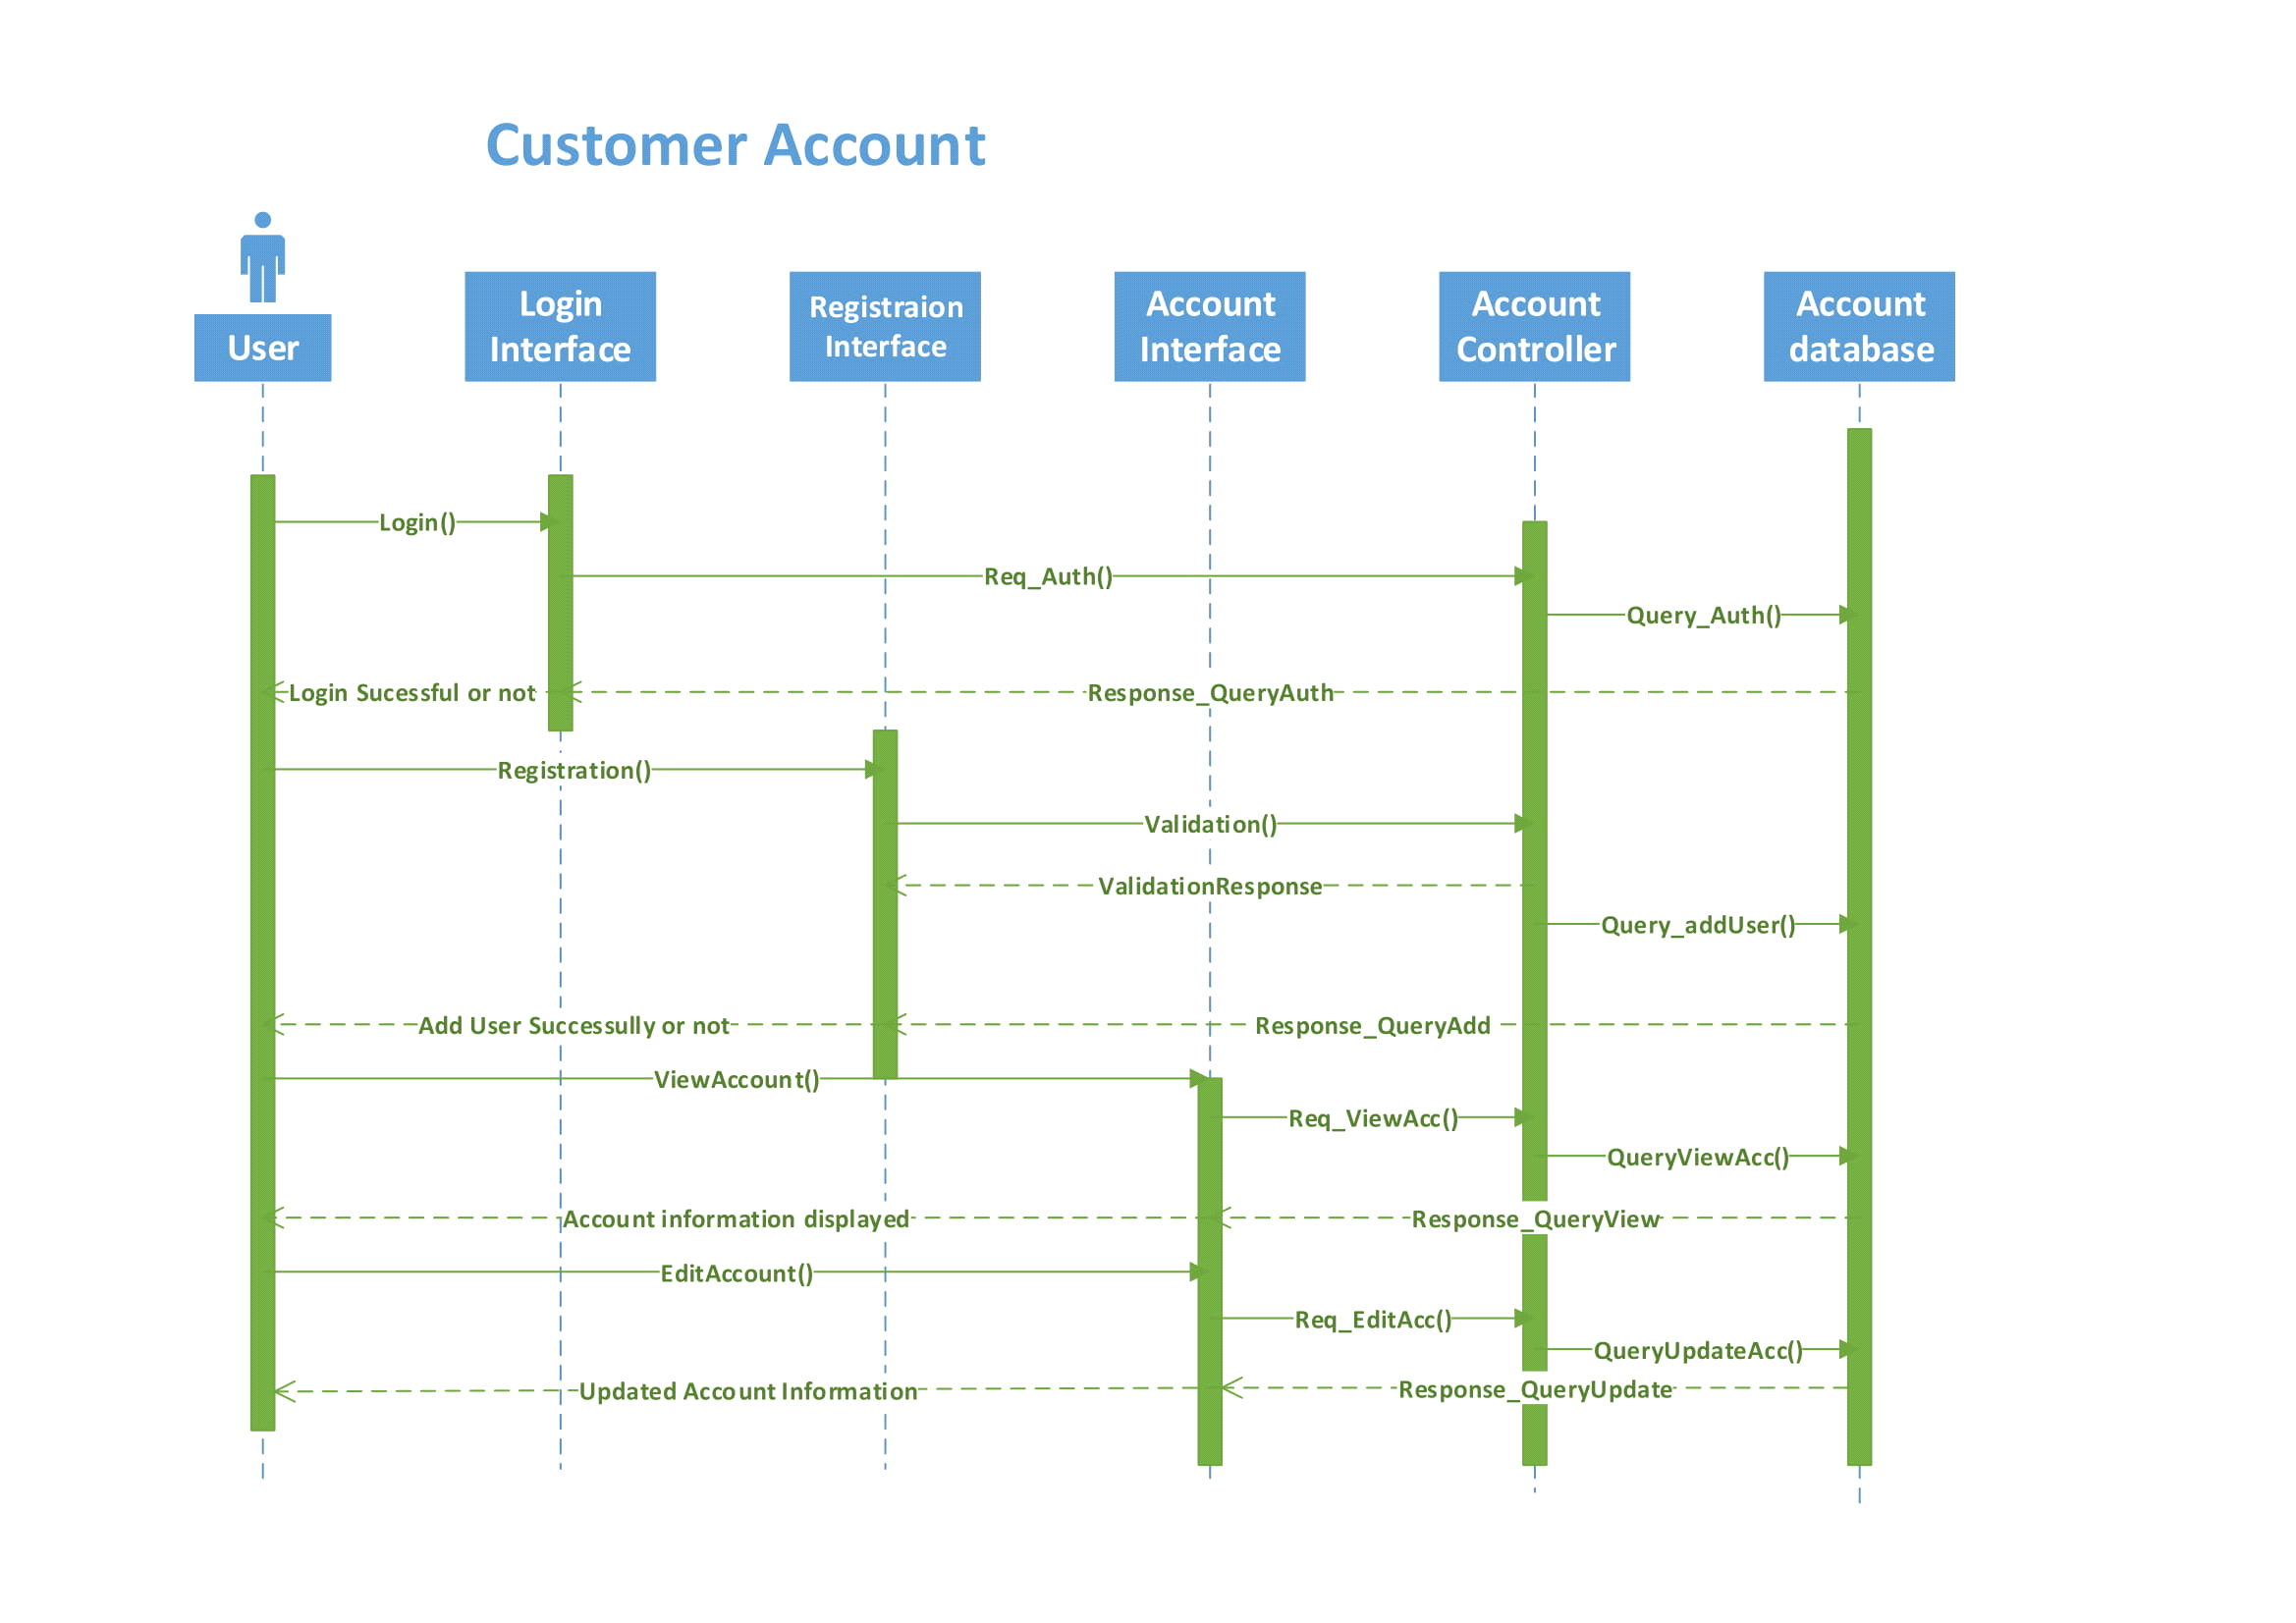 Customer Account
User
Login
Interface
Registraion
Interface
Account
Interface
Account
Controller
Account
database
Login()
Req_Auth()
Query_Auth()
Login Sucessful or not
Response_QueryAuth
Registration()
Validation()
ValidationResponse
Query_addUser()
Add User Successully or not
Response_QueryAdd
ViewAccount()
Req_ViewAcc()
QueryViewAcc()
Account information displayed
Response_QueryView
EditAccount()
Req_EditAcc()
QueryUpdateAcc()
Updated Account Information
Response_QueryUpdate